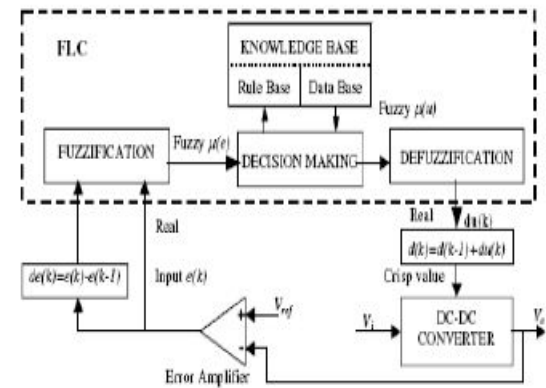 FLC
KNOWLEDGE BASE
Rule Base
Data Base
Fuzzy μ(u)
FUZZIFICATION
Fuzzy μ(e)
DECISION MAKING
DEFUZZIFICATION
Real
Real
du(k)
de(k)=e(k)-e(k-1)
Input e(k)
d(k)=d(k-1)+du(k)
Crisp value
Vref
+
-
Vi
DC-DC
CONVERTER
Vo
Error Amplifier